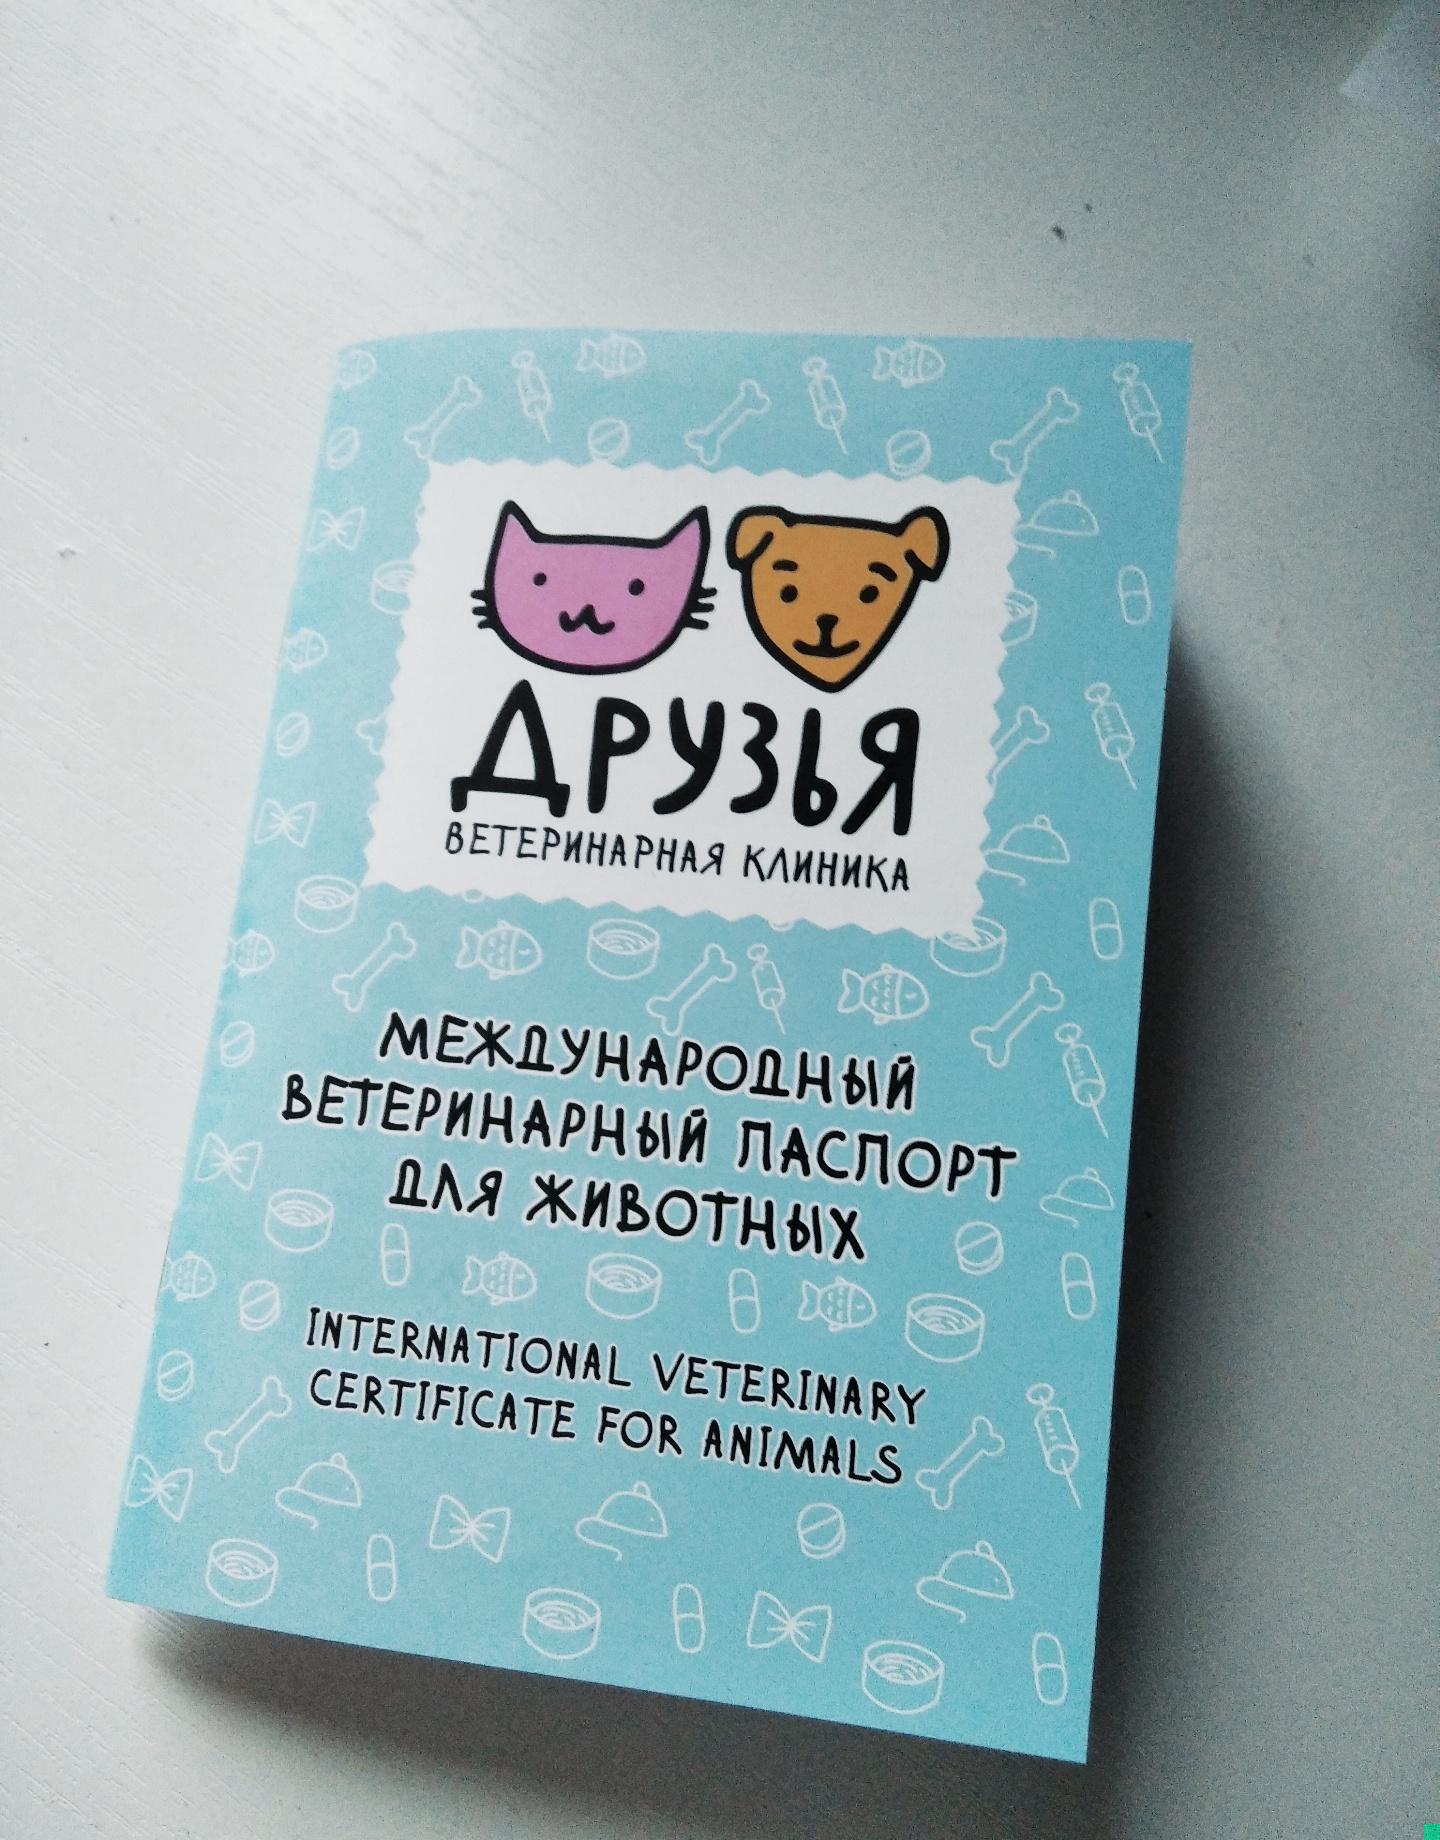 ДРУЗЬЯ
ВЕТЕРИНАРНАЯ КЛИНИКА
МЕЖДУНАРОДНЫЙ
ВЕТЕРИНАРНЫЙ ПАСПОРТ
ДЛЯ ЖИВОТНЫХ
INTERNATIONAL VETERINARY
CERTIFICATE FOR ANIMALS